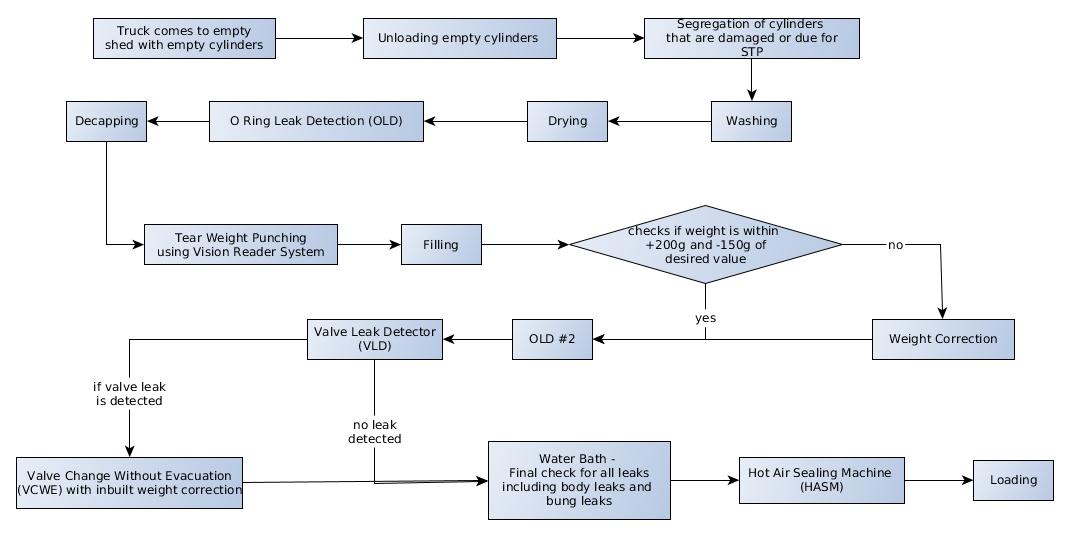 Truck comes to empty
shed with empty cylinders
Unloading empty cylinders
Segregation of cylinders
that are damaged or due for
STP
Decapping
O Ring Leak Detection (OLD)
Drying
Washing
Tear Weight Punching
using Vision Reader System
Filling
checks if weight is within
+200g and -150g of
desired value
no
yes
Valve Leak Detector
(VLD)
OLD #2
Weight Correction
if valve leak
is detected
no leak
detected
Valve Change Without Evacuation
(VCWE) with inbuilt weight correction
Water Bath -
Final check for all leaks
including body leaks and
bung leaks
Hot Air Sealing Machine
(HASM)
Loading